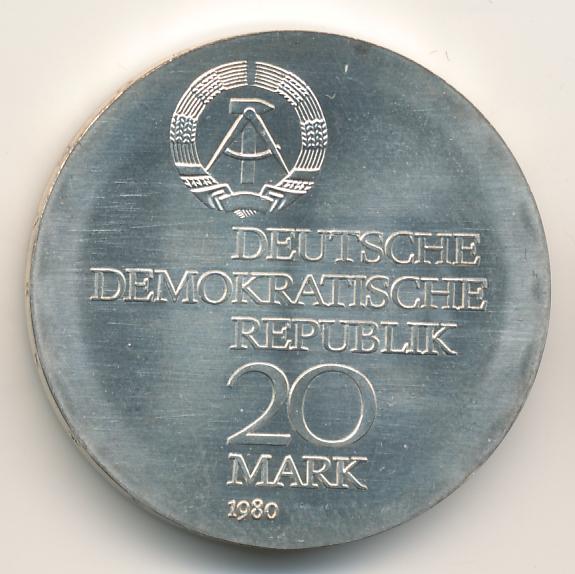 DEUTSCHE
DEMOKRATISCHE
REPUBLIK
20
MARK
1980